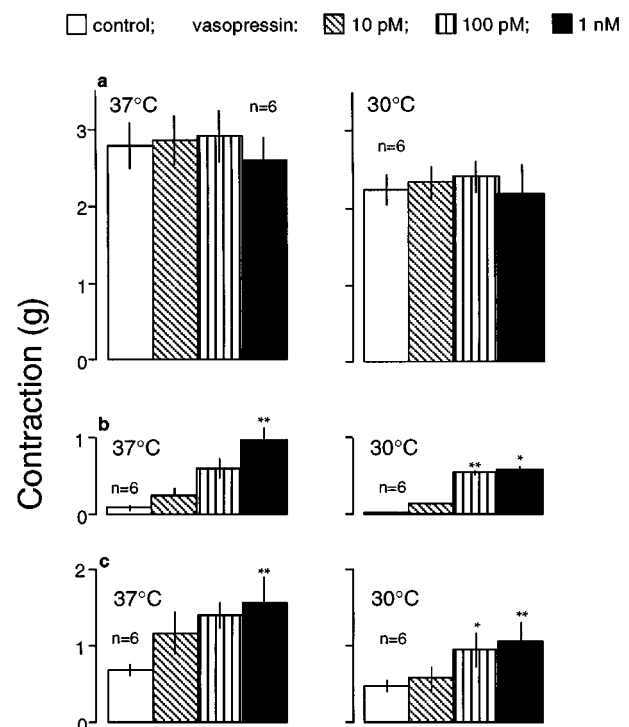 control; vasopressin: 10 pM; 100 pM; 1 nM
a
37°C n=6 30°C
n=6
3
2
1
0
Contraction (g)
b
1 37°C ** 30°C
n=6 n=6 ** *
0
c
2 37°C ** 30°C
n=6 n=6 * **
1
0